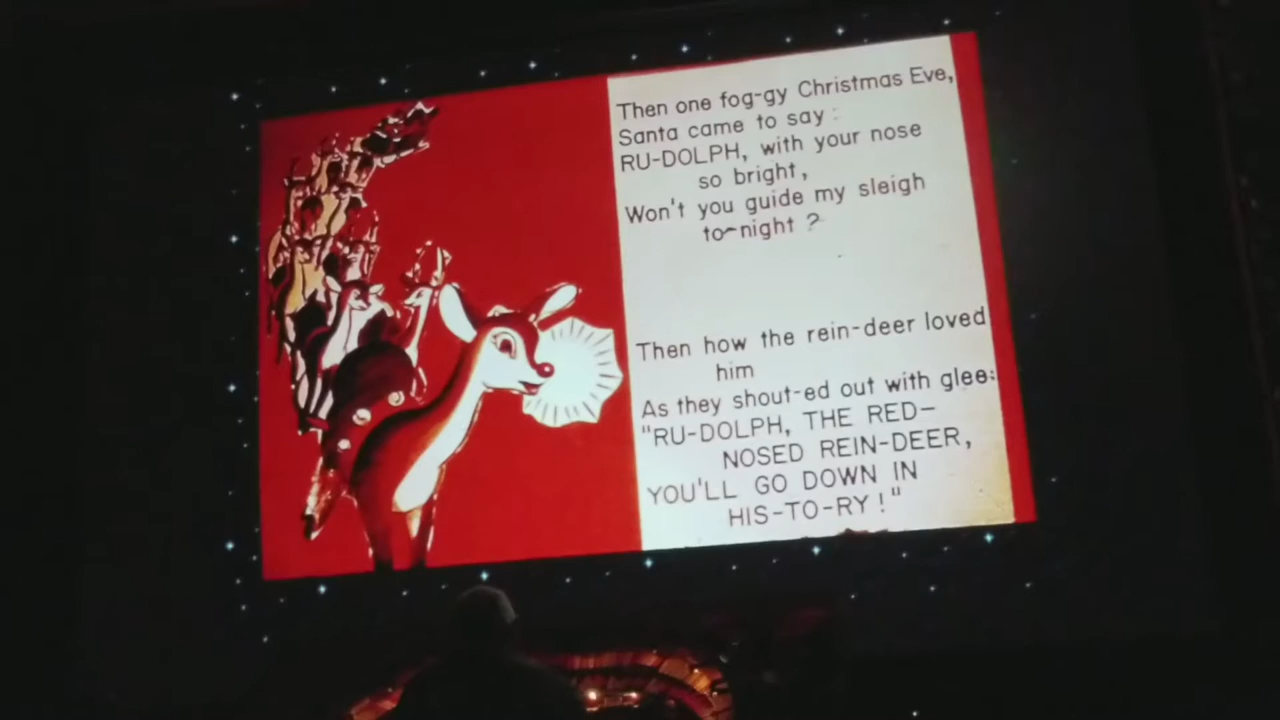 Then one fog-gy Christmas Eve,
Santa came to say:
RU-DOLPH, with your nose
so bright,
Won't you guide my sleigh
to-night?
Then how the rein-deer loved
him
As they shout-ed out with glee:
"RU-DOLPH, THE RED-
NOSED REIN-DEER,
YOU'LL GO DOWN IN
HIS-TO-RY!"